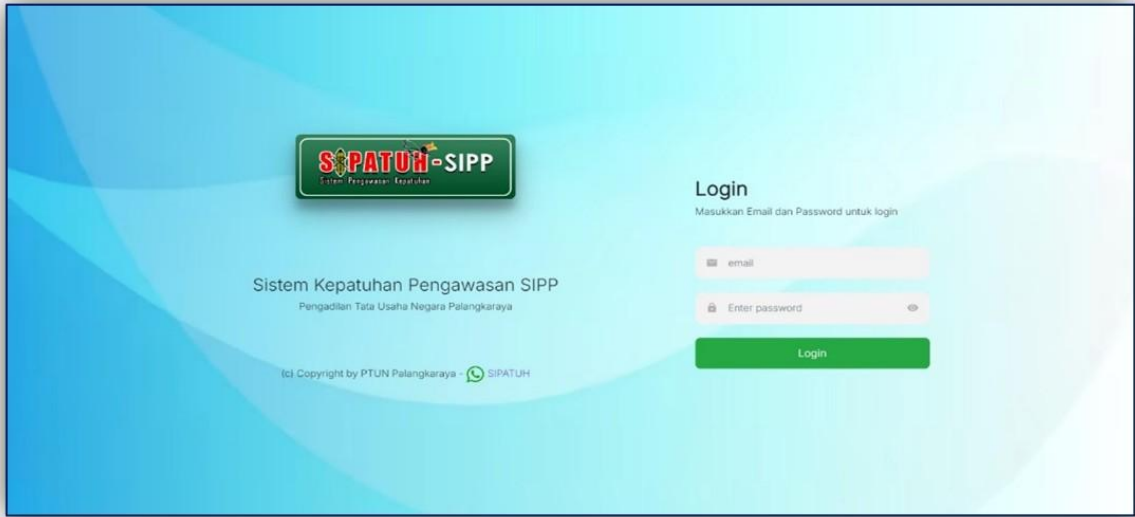 SIPATUH-SIPP
Sistem Pengawasan Kepatuhan
Sistem Kepatuhan Pengawasan SIPP
Pengadilan Tata Usaha Negara Palangkaraya
(c) Copyright by PTUN Palangkaraya - SIPATUH
Login
Masukkan Email dan Password untuk login
email
Enter password
Login